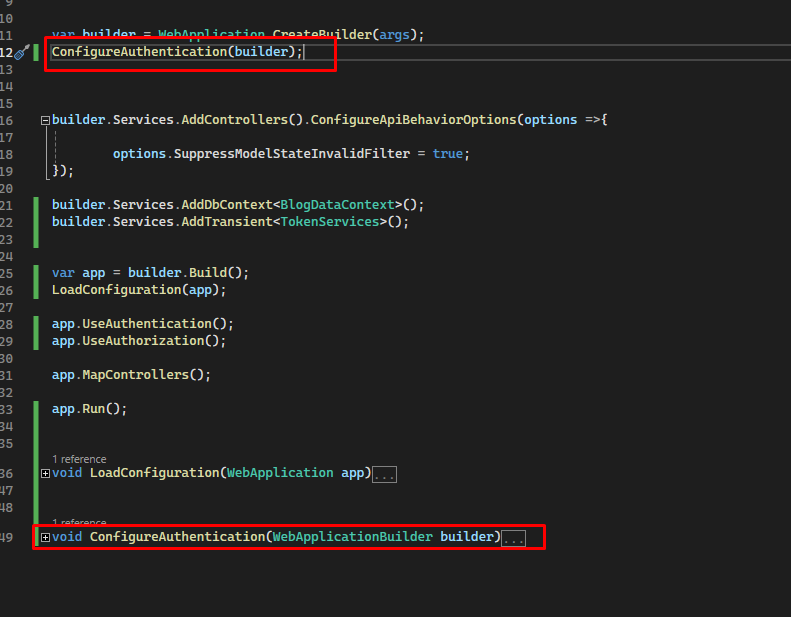 9
10
11 var builder = WebApplication.CreateBuilder(args);
12 ConfigureAuthentication(builder);
13
14
15
16 builder.Services.AddControllers().ConfigureApiBehaviorOptions(options =>{
17
18 options.SuppressModelStateInvalidFilter = true;
19 });
20
21 builder.Services.AddDbContext<BlogDataContext>();
22 builder.Services.AddTransient<TokenServices>();
23
24
25 var app = builder.Build();
26 LoadConfiguration(app);
27
28 app.UseAuthentication();
29 app.UseAuthorization();
30
31 app.MapControllers();
32
33 app.Run();
34
35
1 reference
36 void LoadConfiguration(WebApplication app)...
47
48
1 reference
49 void ConfigureAuthentication(WebApplicationBuilder builder)...